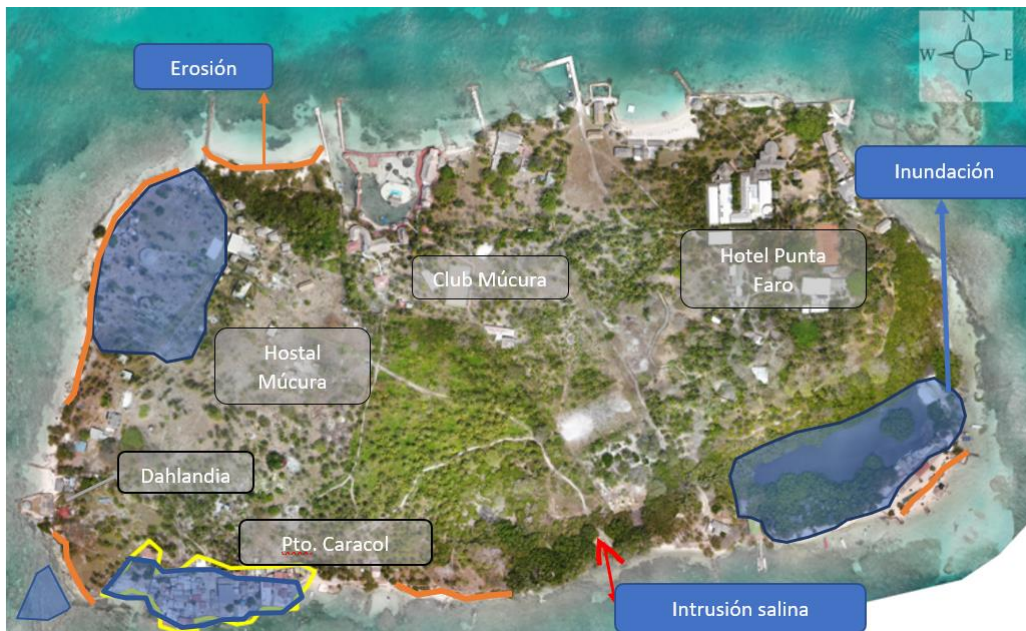 N
W E
S
Erosión
Inundación
Hotel Punta
Faro
Club Múcura
Hostal
Múcura
Dahlandia
Pto. Caracol
Intrusión salina